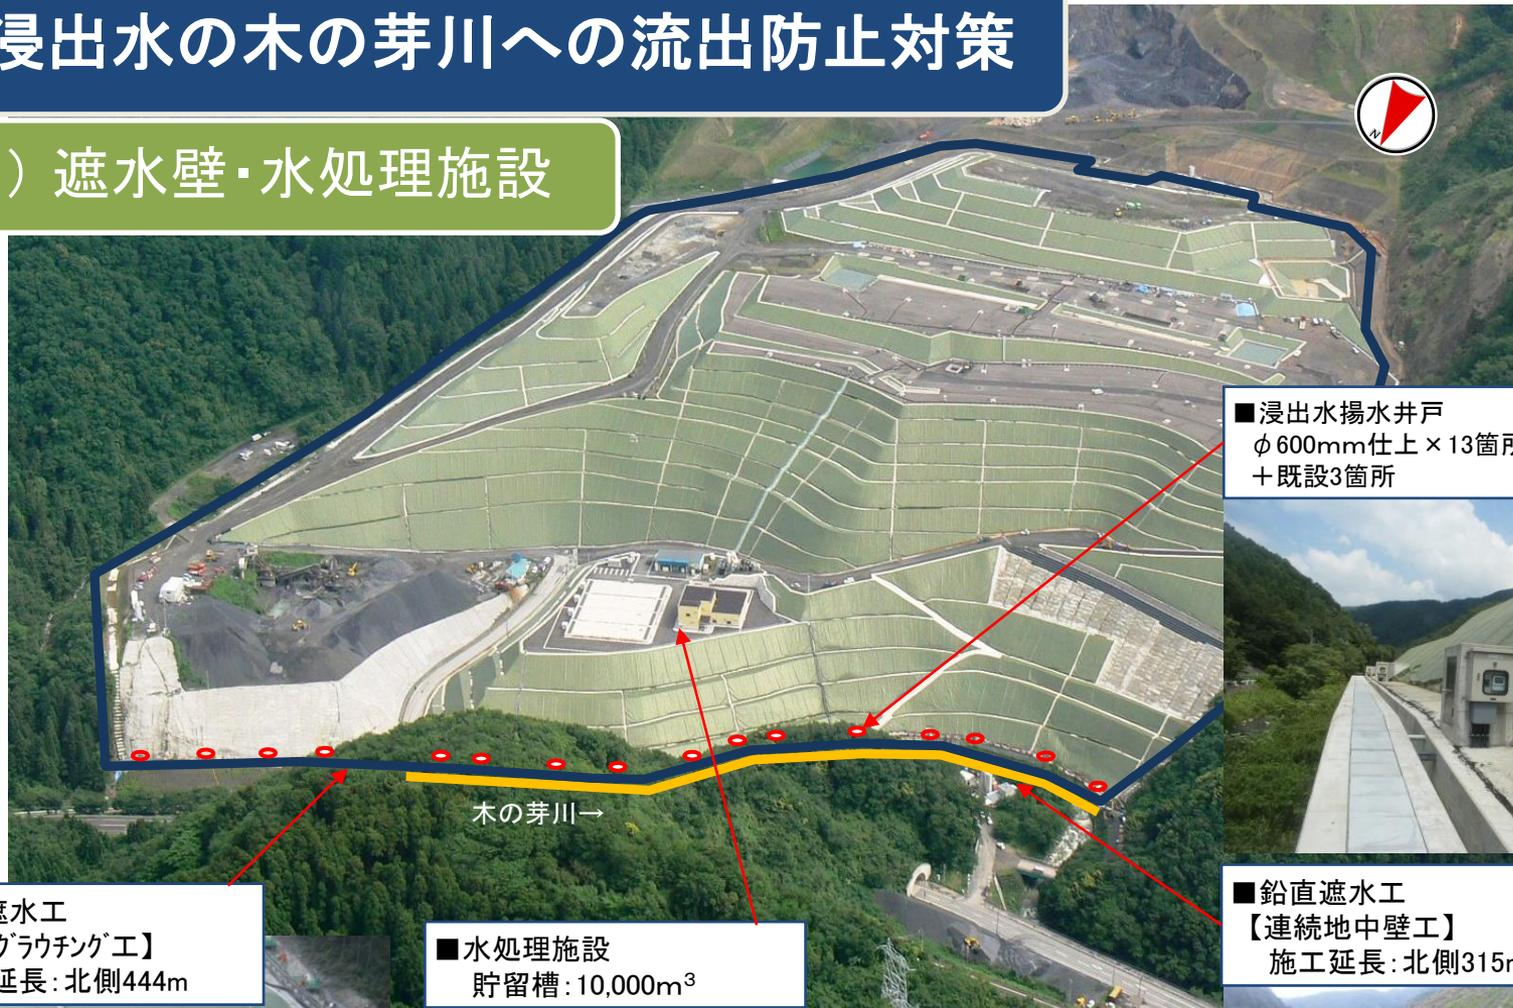 浸出水の木の芽川への流出防止対策
）遮水壁・水処理施設
N
■浸出水揚水井戸
φ600mm仕上×13箇所
＋既設3箇所
木の芽川→
遮水工
グラウチング工】
延長：北側444m
■水処理施設
貯留槽：10,000m³
■鉛直遮水工
【連続地中壁工】
施工延長：北側315m